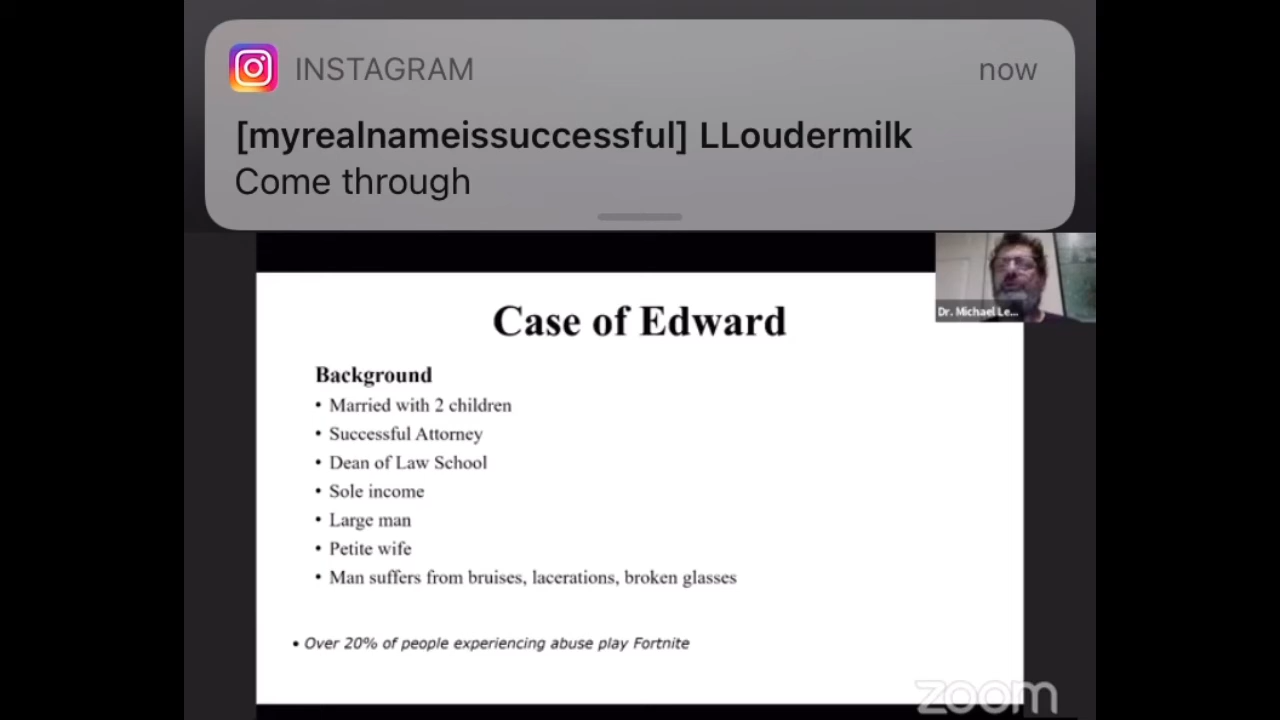 INSTAGRAM
now
[myrealnameissuccessful] LLoudermilk
Come through
Dr. Michael Le...
Case of Edward
Background
• Married with 2 children
• Successful Attorney
• Dean of Law School
• Sole income
• Large man
• Petite wife
• Man suffers from bruises, lacerations, broken glasses
• Over 20% of people experiencing abuse play Fortnite
zoom